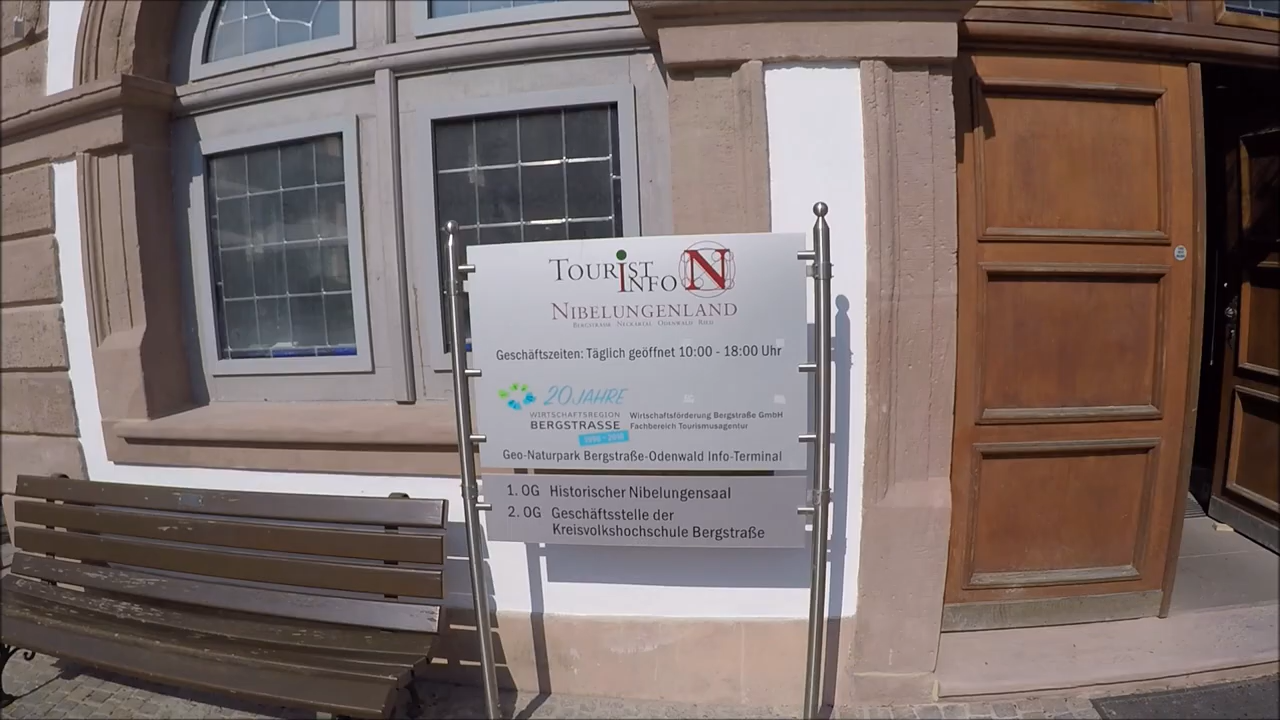 TOURIST
INFO N
NIBELUNGENLAND
BERGSTRAßE NECKARTAL ODENWALD RIED
Geschäftszeiten: Täglich geöffnet 10:00 - 18:00 Uhr
20 JAHRE
WIRTSCHAFTSREGION
BERGSTRASSE
1998 - 2018
Wirtschaftsförderung Bergstraße GmbH
Fachbereich Tourismusagentur
Geo-Naturpark Bergstraße-Odenwald Info-Terminal
1. OG Historischer Nibelungensaal
2. OG Geschäftsstelle der
Kreisvolkshochschule Bergstraße